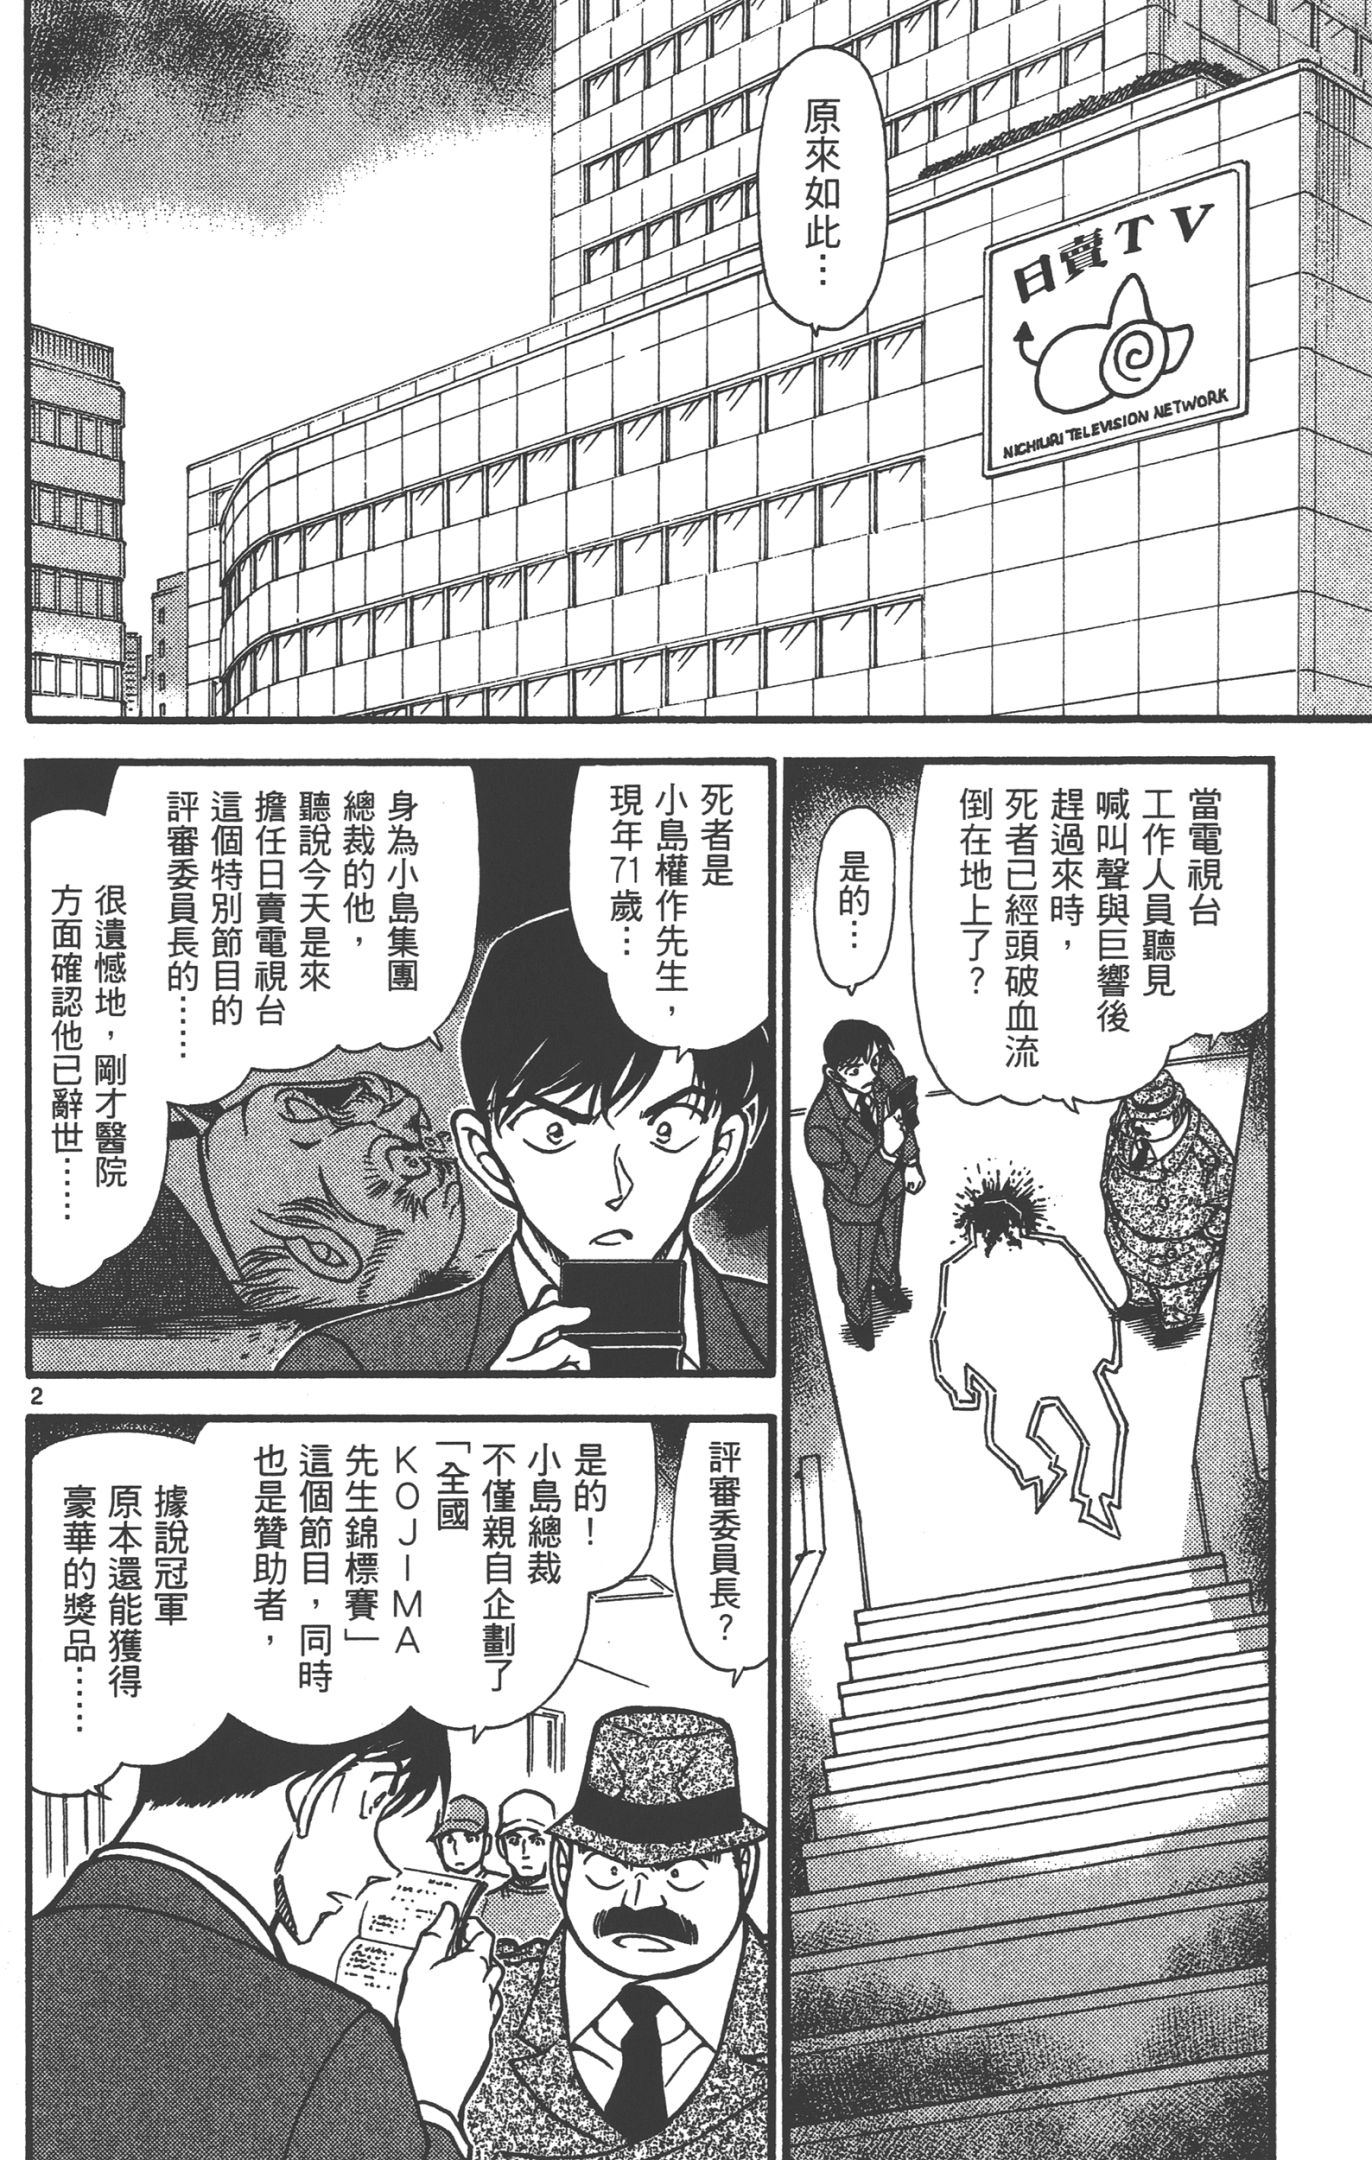 原來如此…
日賣TV
NICHIURI TELEVISION NETWORK
當電視台
工作人員聽見
喊叫聲與巨響後
趕過來時，
死者已經頭破血流
倒在地上了？
是的…
死者是
小島權作先生，
現年71歲…
身為小島集團
總裁的他，
聽說今天是來
擔任日賣電視台
這個特別節目的
評審委員長的……
很遺憾地，剛才醫院
方面確認他已辭世……
2
評審委員長？
是的！
小島總裁
不僅親自企劃了
「全國
KOJIMA
先生錦標賽」
這個節目，同時
也是贊助者，
據說冠軍
原本還能獲得
豪華的獎品……